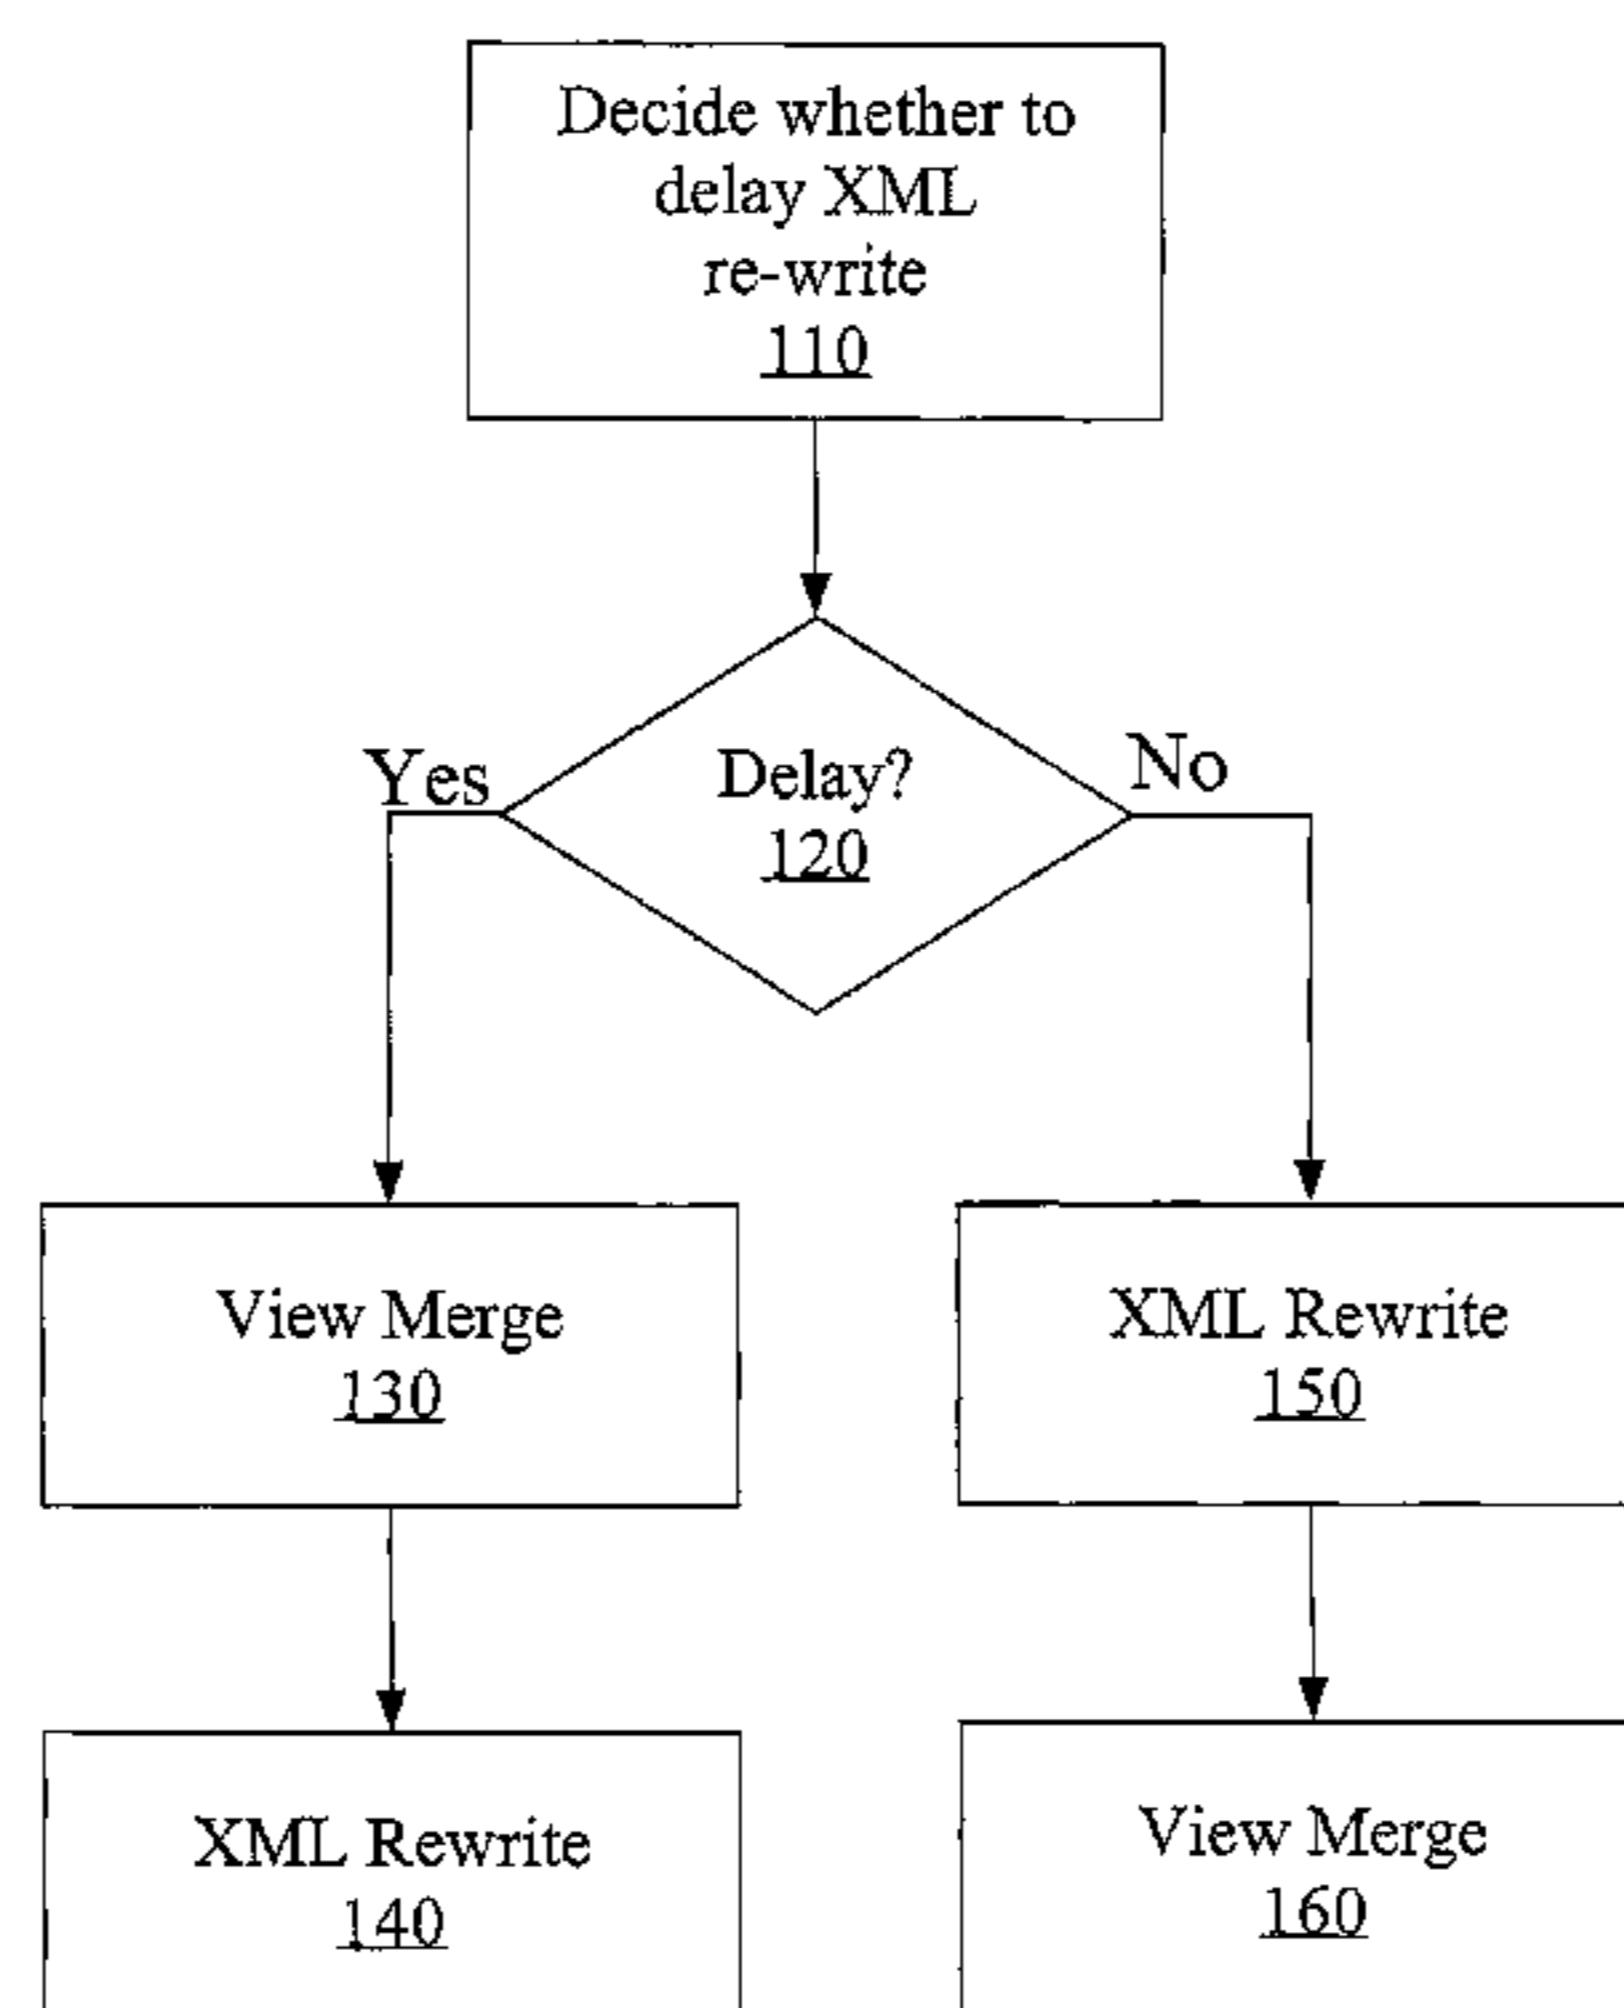 Decide whether to
delay XML
re-write
110
Yes
Delay?
120
No
View Merge
130
XML Rewrite
150
XML Rewrite
140
View Merge
160